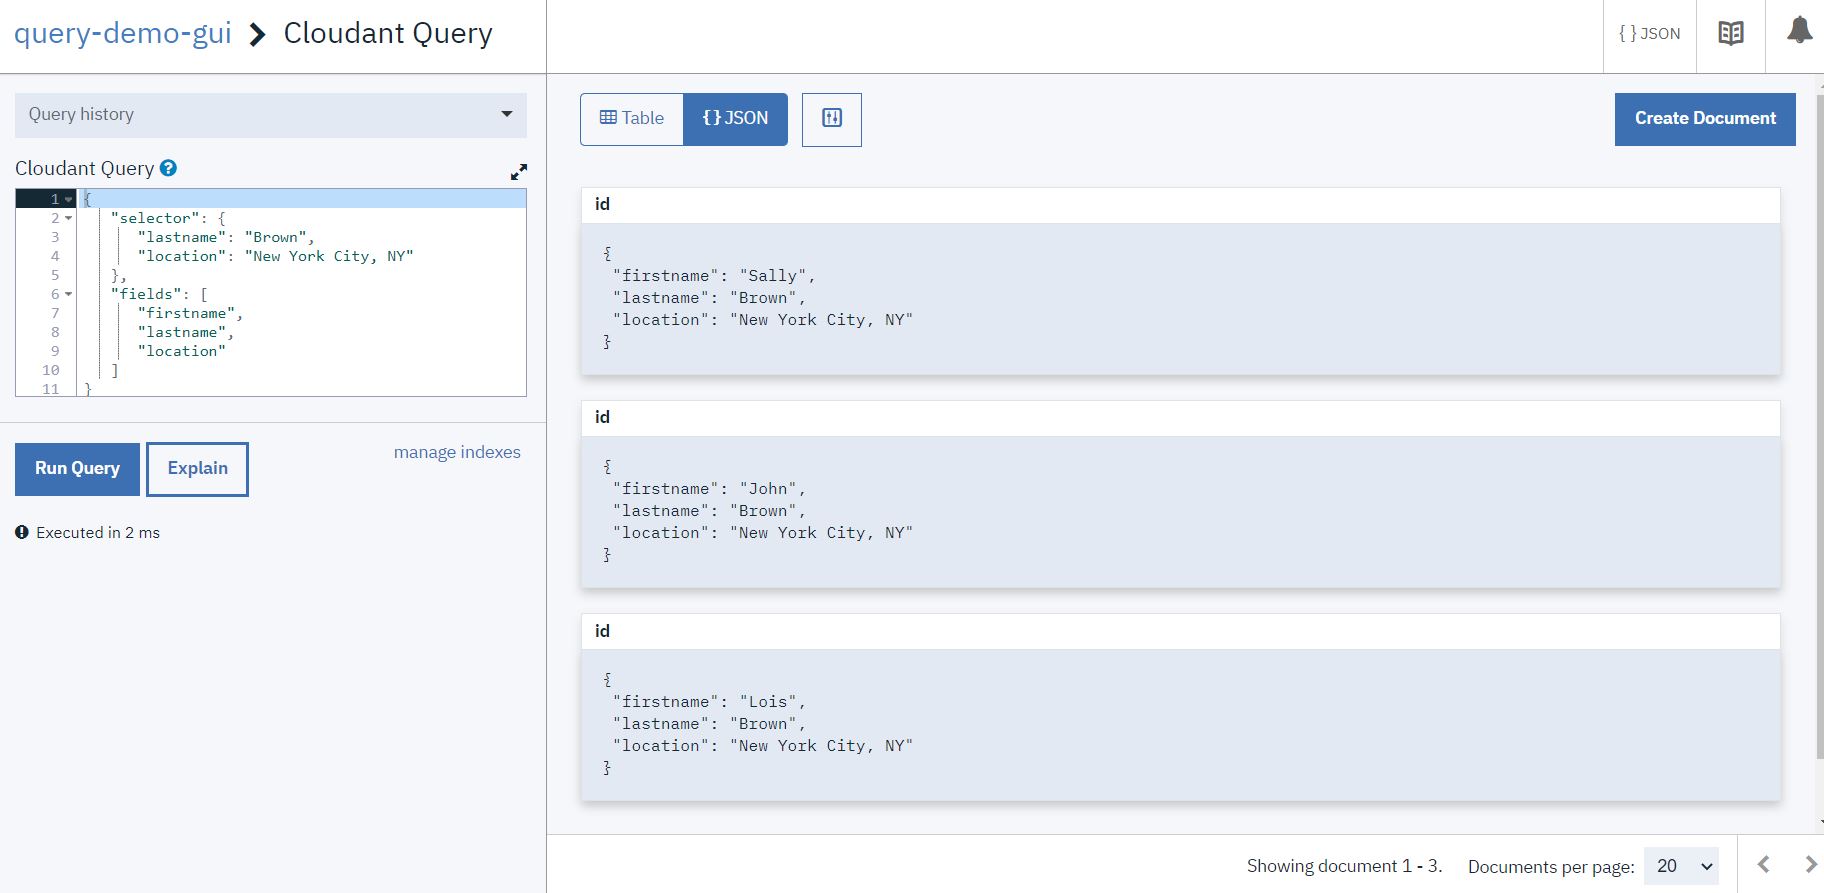 query-demo-gui > Cloudant Query
{ } JSON
Query history
Cloudant Query ?
1 {
2 "selector": {
3 "lastname": "Brown",
4 "location": "New York City, NY"
5 },
6 "fields": [
7 "firstname",
8 "lastname",
9 "location"
10 ]
11 }
Run Query
Explain
manage indexes
Executed in 2 ms
Table
{} JSON
Create Document
id
{
"firstname": "Sally",
"lastname": "Brown",
"location": "New York City, NY"
}
id
{
"firstname": "John",
"lastname": "Brown",
"location": "New York City, NY"
}
id
{
"firstname": "Lois",
"lastname": "Brown",
"location": "New York City, NY"
}
Showing document 1 - 3.
Documents per page: 20